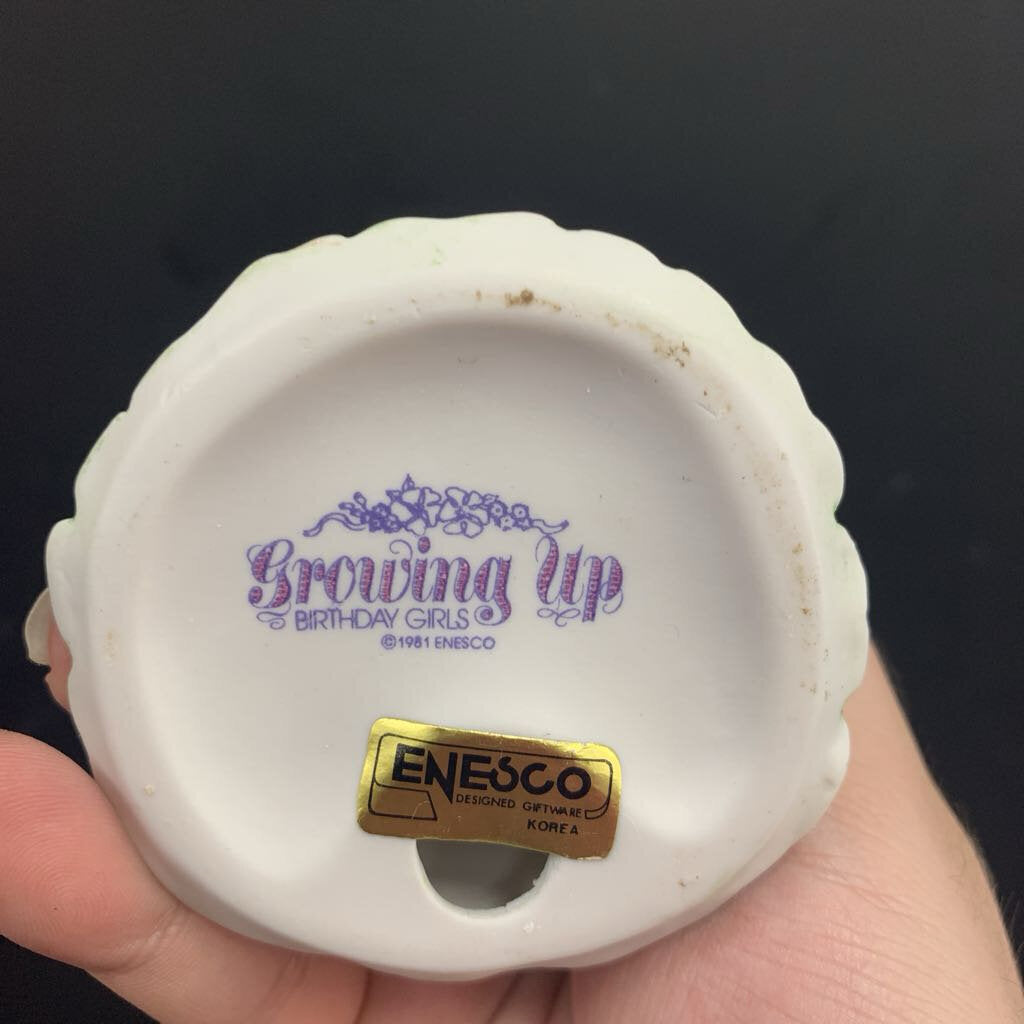 Growing Up
BIRTHDAY GIRLS
©1981 ENESCO
ENESCO
DESIGNED GIFTWARE
KOREA